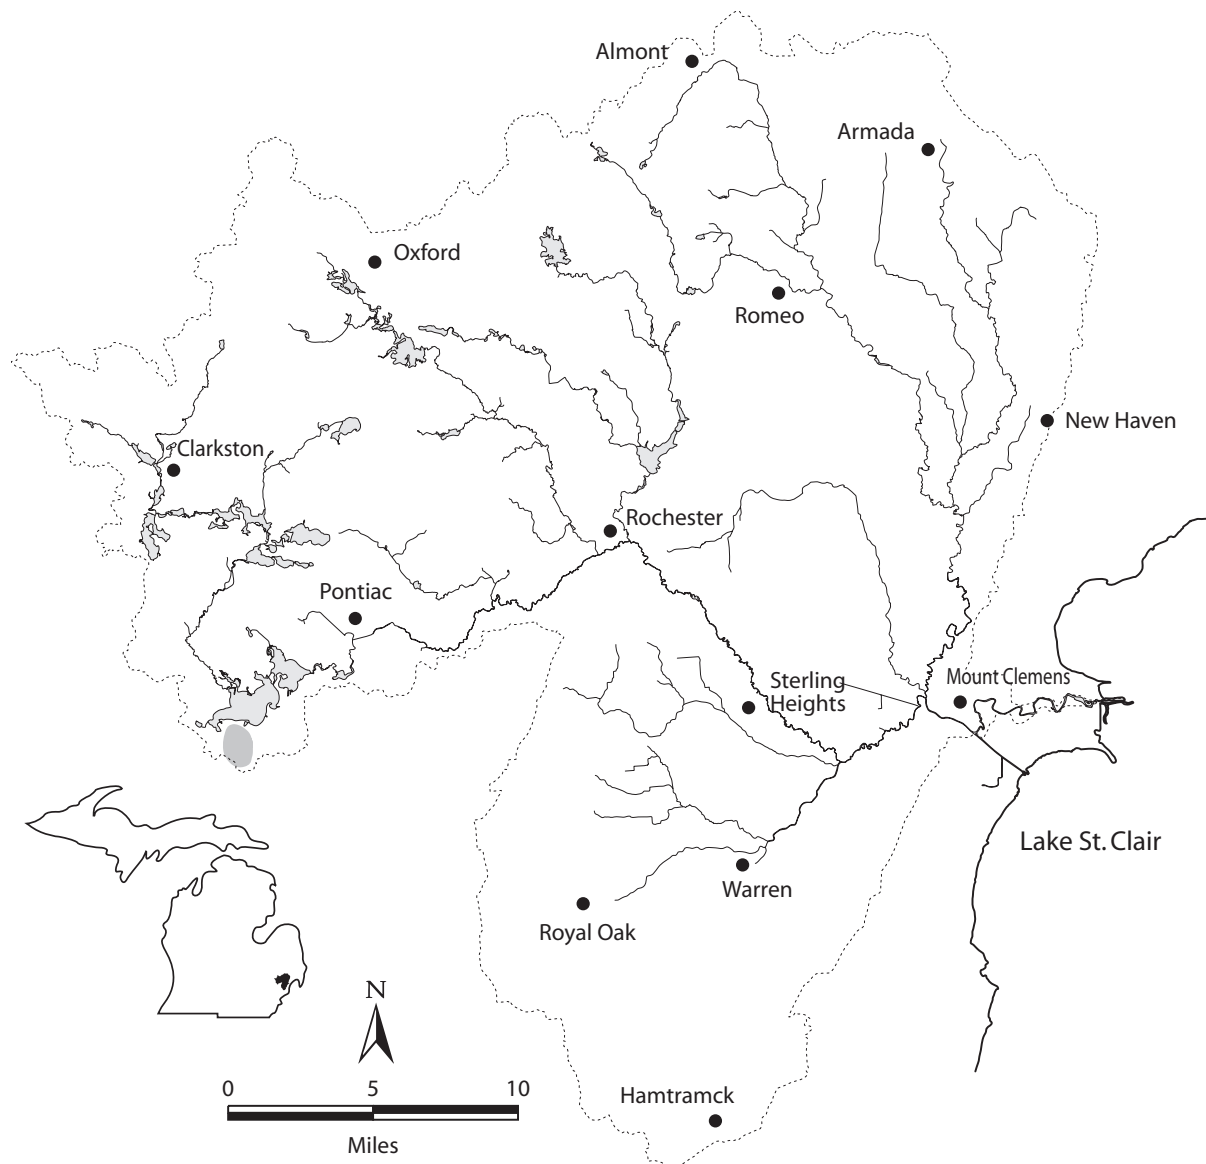 Almont
Armada
Oxford
Romeo
New Haven
Clarkston
Rochester
Pontiac
Mount Clemens
Sterling
Heights
Lake St. Clair
Warren
Royal Oak
N
0 5 10
Hamtramck
Miles